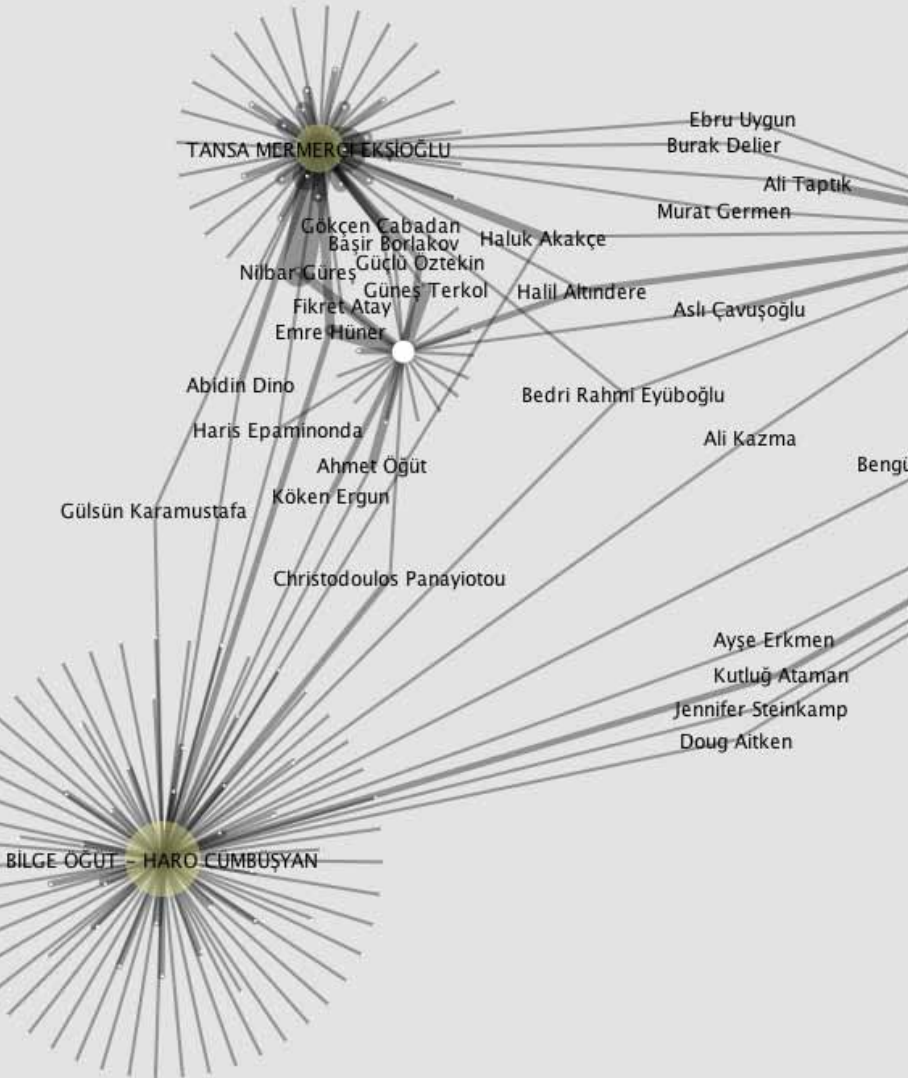 Ebru Uygun
Burak Delier
TANSA MERMERCİ EKŞİOĞLU
Ali Taptık
Murat Germen
Gökçen Cabadan
Haluk Akakçe
Başir Borlakov
Güçlü Öztekin
Nilbar Güreş
Güneş Terkol
Halil Altındere
Fikret Atay
Aslı Çavuşoğlu
Emre Hüner
Abidin Dino
Bedri Rahmi Eyüboğlu
Haris Epaminonda
Ali Kazma
Ahmet Öğüt
Bengü
Köken Ergun
Gülsün Karamustafa
Christodoulos Panayiotou
Ayşe Erkmen
Kutluğ Ataman
Jennifer Steinkamp
Doug Aitken
BİLGE ÖĞÜT - HARO CÜMBÜŞYAN